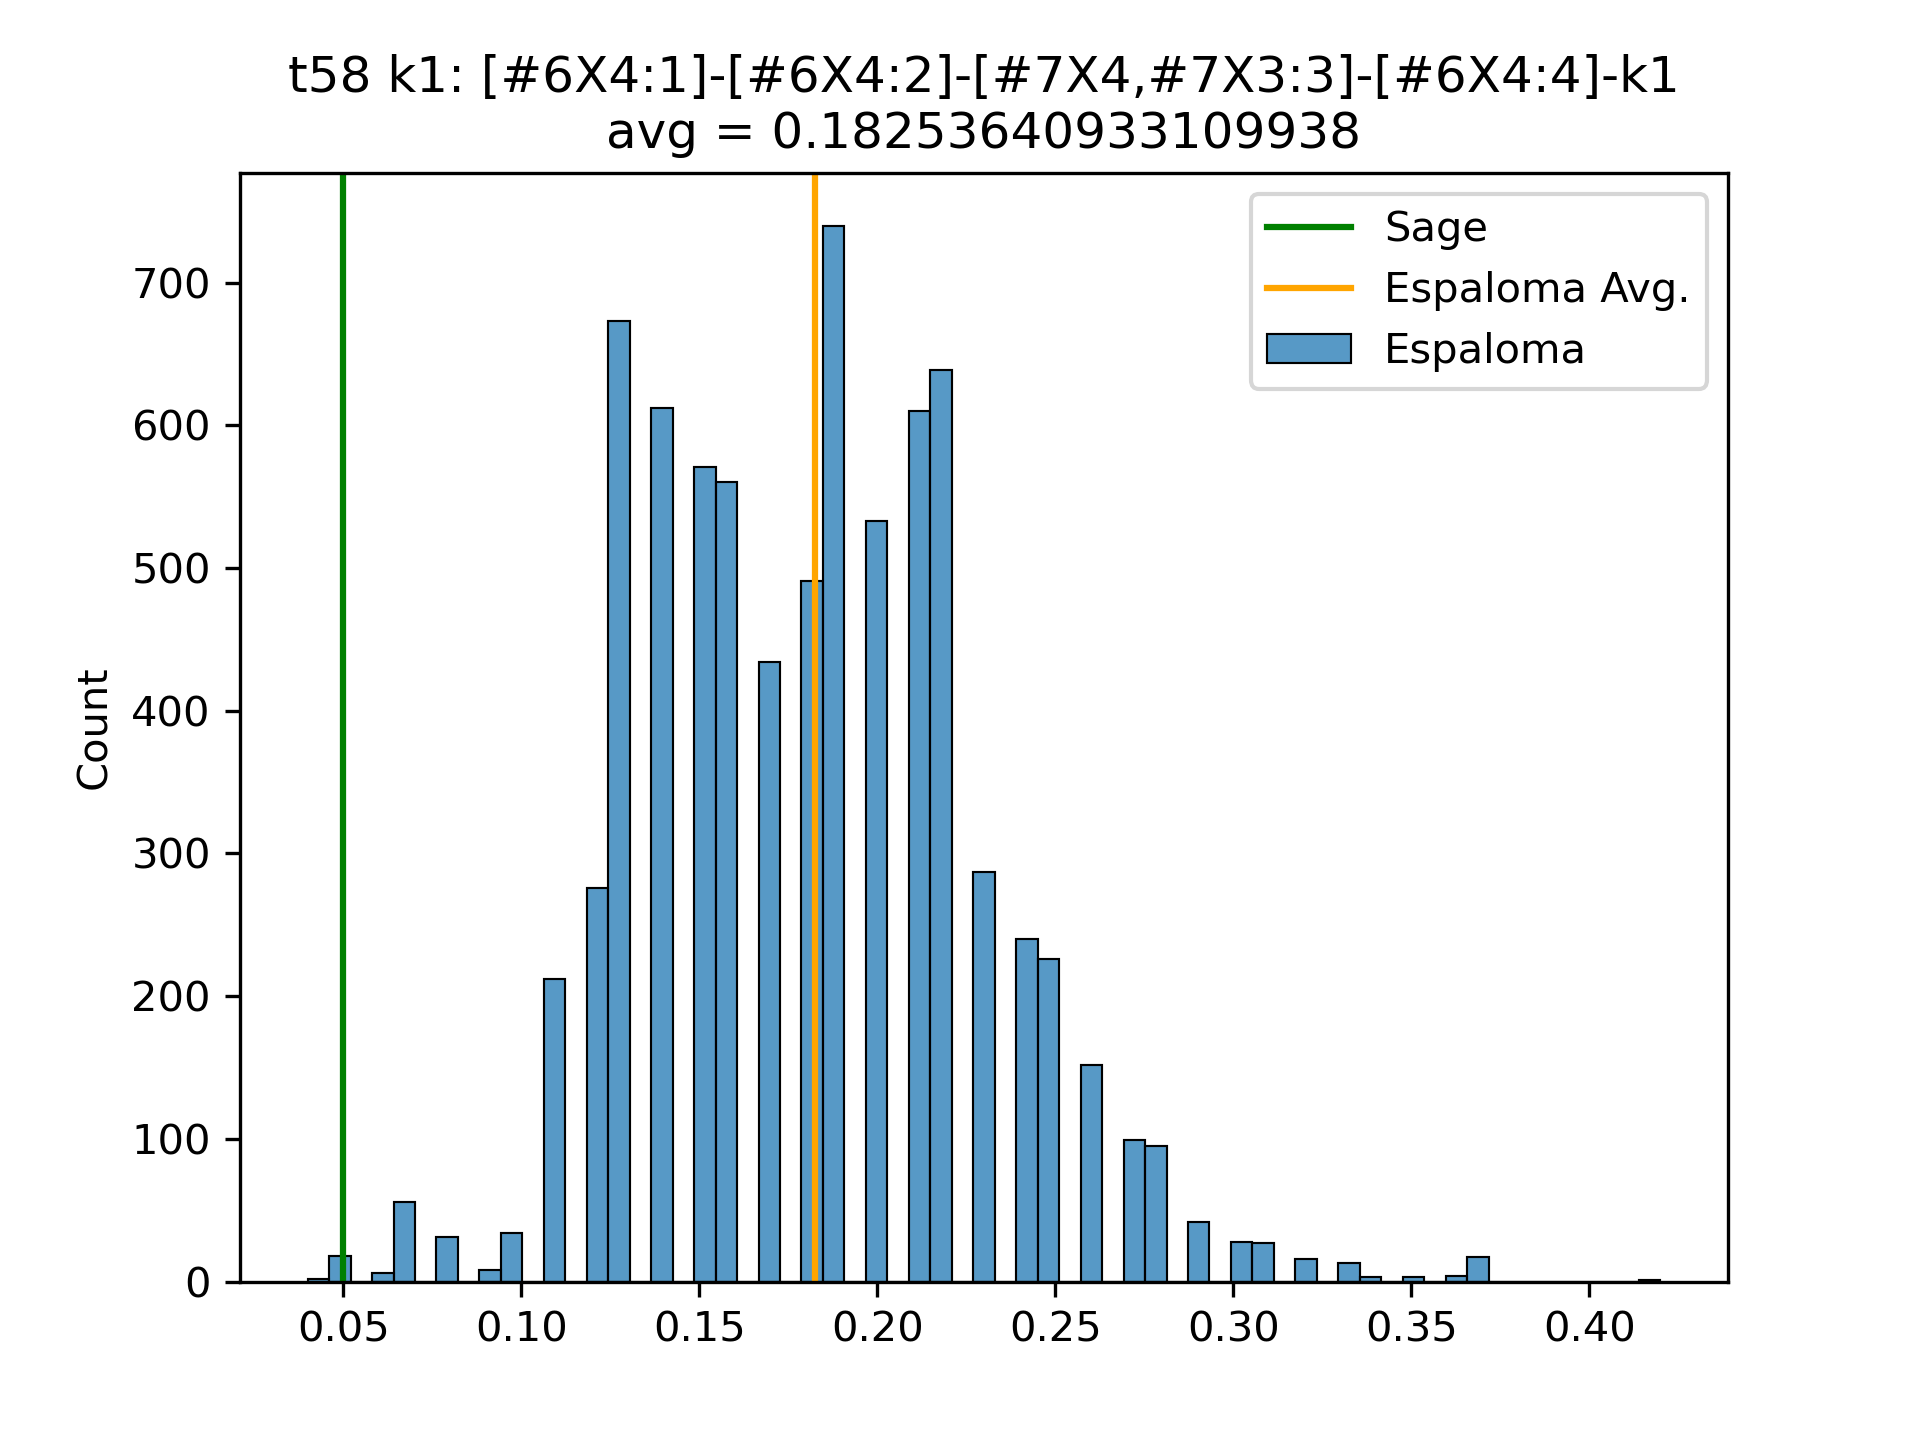 t58 k1: [#6X4:1]-[#6X4:2]-[#7X4,#7X3:3]-[#6X4:4]-k1
avg = 0.18253640933109938
Sage
Espaloma Avg.
Espaloma
Count
700
600
500
400
300
200
100
0
0.05 0.10 0.15 0.20 0.25 0.30 0.35 0.40